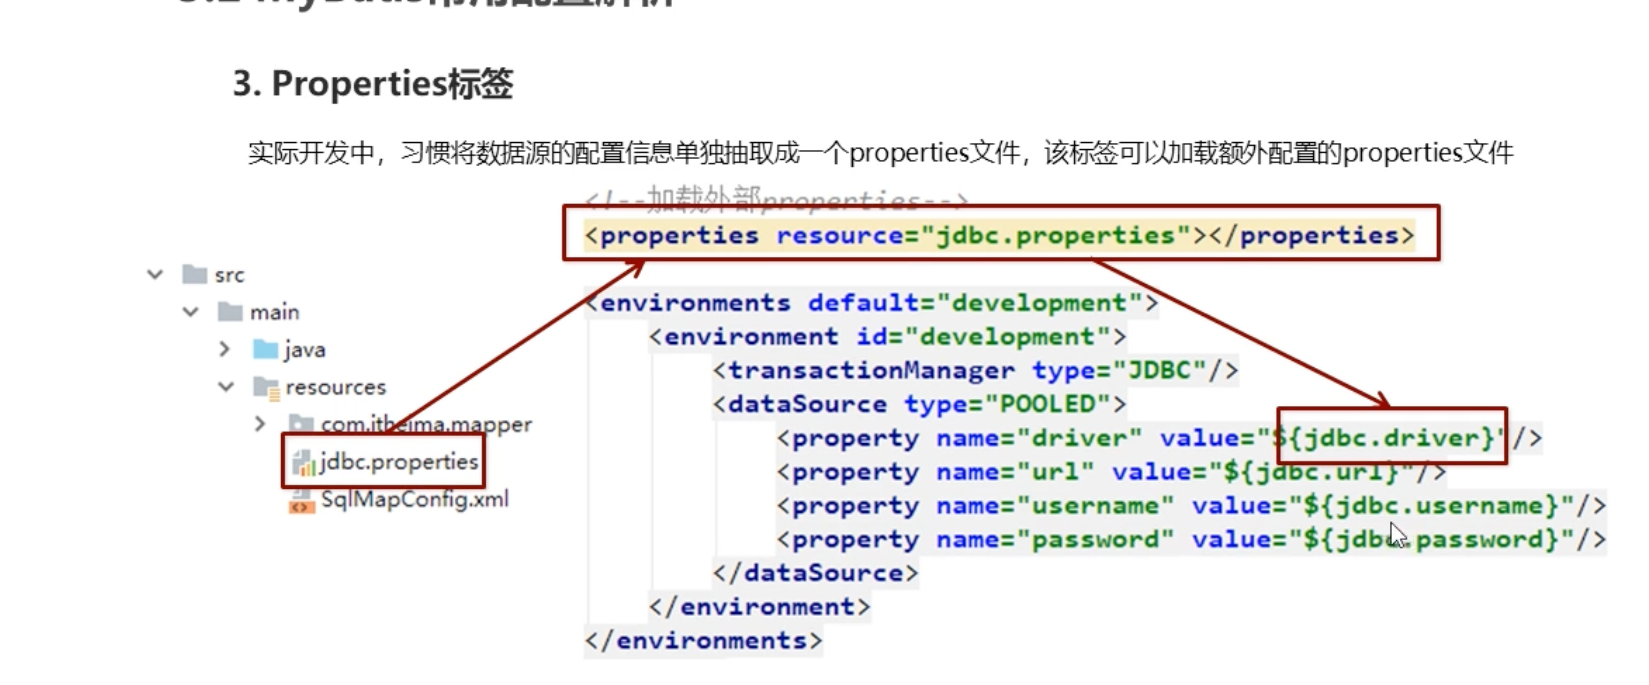 3. Properties标签
实际开发中，习惯将数据源的配置信息单独抽取成一个properties文件，该标签可以加载额外配置的properties文件
<!--加载外部properties-->
<properties resource="jdbc.properties"></properties>
src
main
java
resources
com.itheima.mapper
jdbc.properties
SqlMapConfig.xml
<environments default="development">
<environment id="development">
<transactionManager type="JDBC"/>
<dataSource type="POOLED">
<property name="driver" value="${jdbc.driver}"/>
<property name="url" value="${jdbc.url}"/>
<property name="username" value="${jdbc.username}"/>
<property name="password" value="${jdbc.password}"/>
</dataSource>
</environment>
</environments>